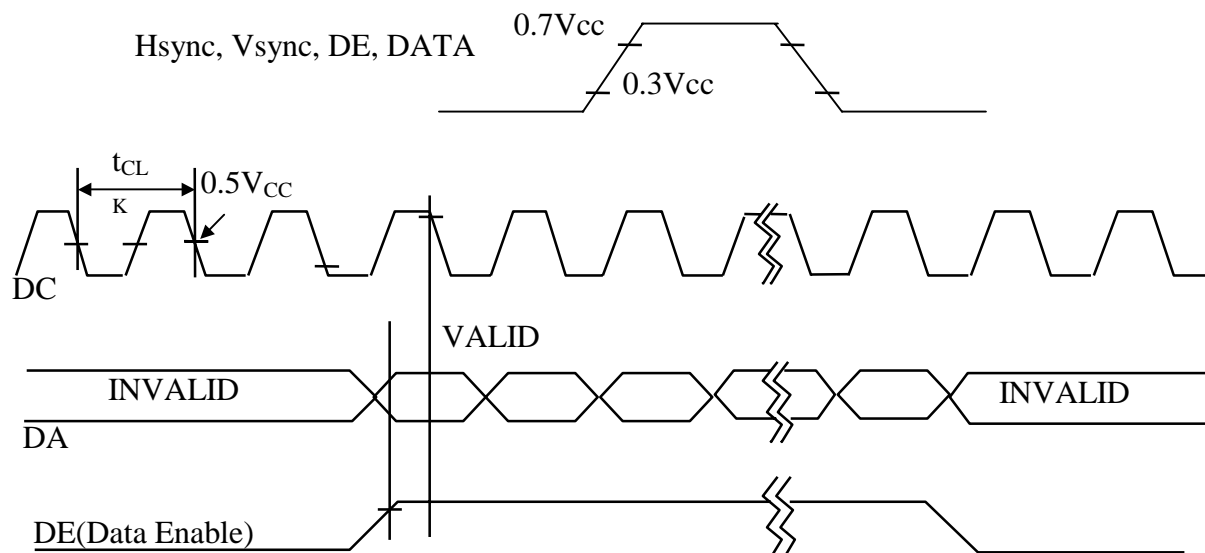 0.7Vcc
Hsync, Vsync, DE, DATA
0.3Vcc
tCL
K
0.5VCC
DC
VALID
INVALID
INVALID
DA
DE(Data Enable)